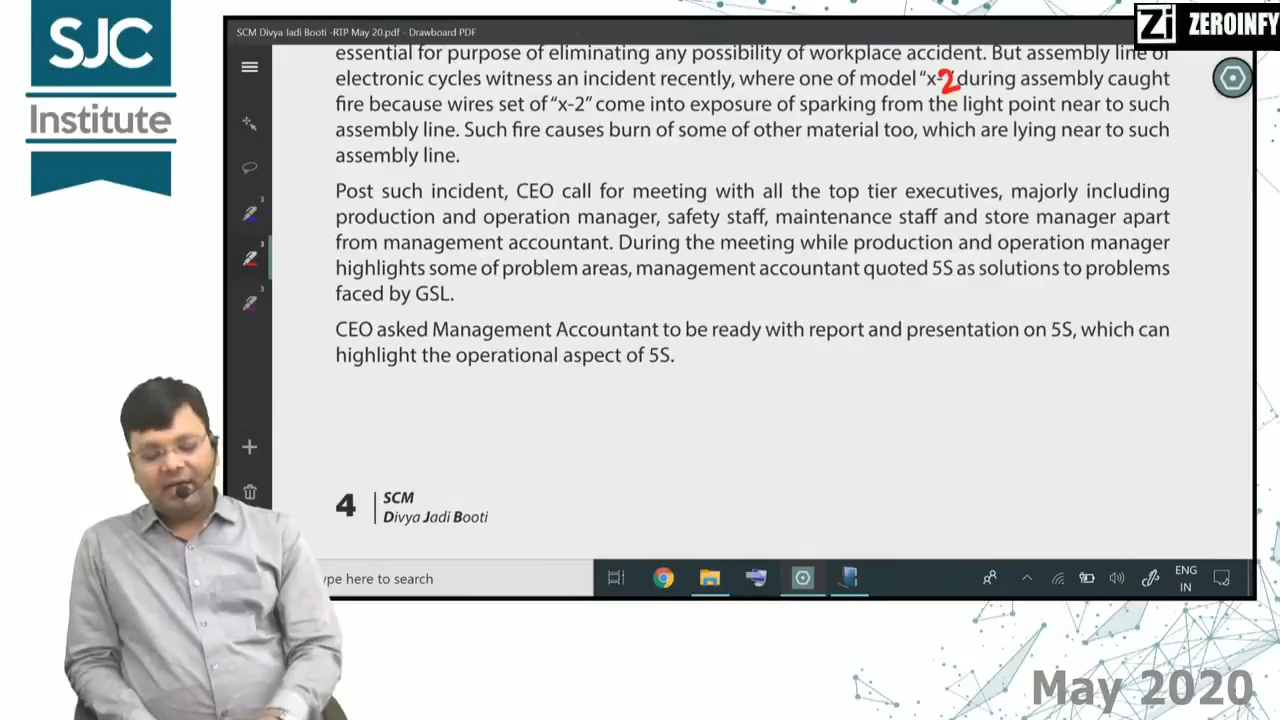 SJC
Institute
SCM Divya Jadi Booti -RTP May 20.pdf - Drawboard PDF
ZEROINFY
essential for purpose of eliminating any possibility of workplace accident. But assembly line of
electronic cycles witness an incident recently, where one of model “x-2 during assembly caught
fire because wires set of “x-2” come into exposure of sparking from the light point near to such
assembly line. Such fire causes burn of some of other material too, which are lying near to such
assembly line.
Post such incident, CEO call for meeting with all the top tier executives, majorly including
production and operation manager, safety staff, maintenance staff and store manager apart
from management accountant. During the meeting while production and operation manager
highlights some of problem areas, management accountant quoted 5S as solutions to problems
faced by GSL.
CEO asked Management Accountant to be ready with report and presentation on 5S, which can
highlight the operational aspect of 5S.
3
3
3
4
SCM
Divya Jadi Booti
ype here to search
ENG
IN
May 2020